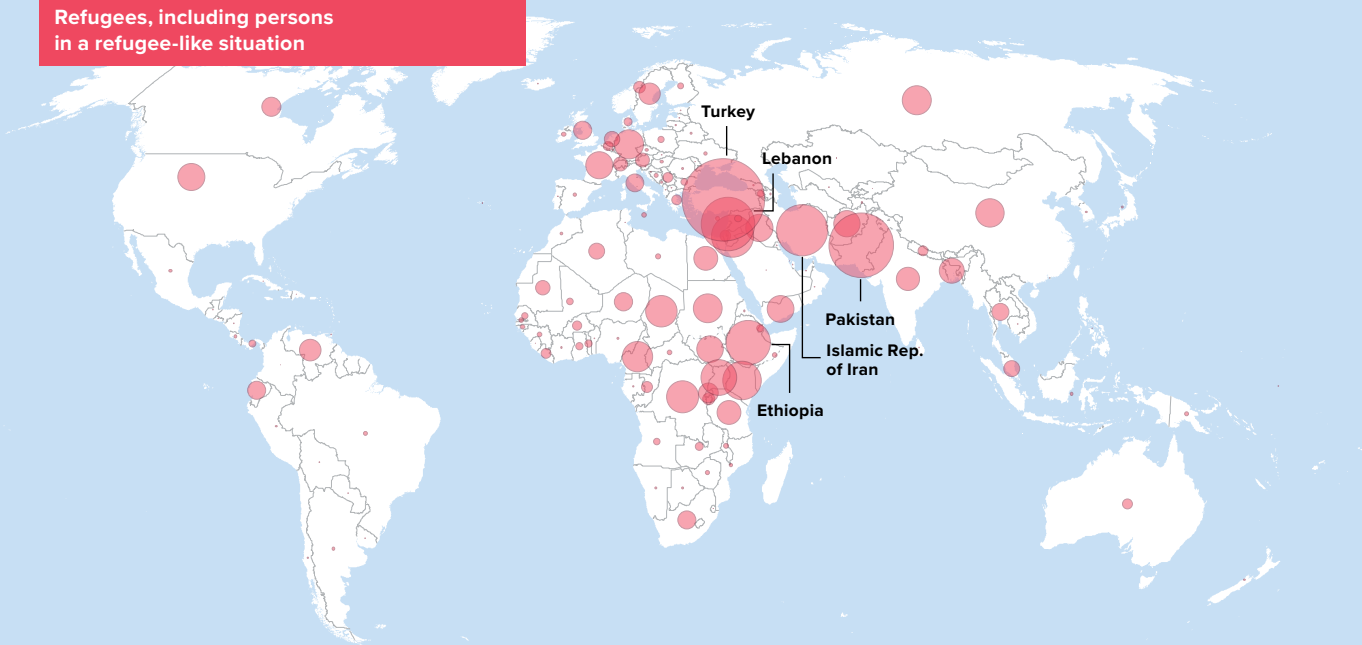 Refugees, including persons
in a refugee-like situation
Turkey
Lebanon
Pakistan
Islamic Rep.
of Iran
Ethiopia